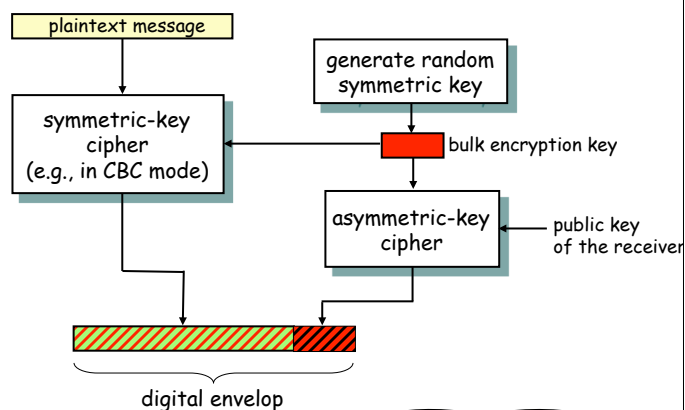 plaintext message
generate random
symmetric key
symmetric-key
cipher
(e.g., in CBC mode)
bulk encryption key
asymmetric-key
cipher
public key
of the receiver
digital envelop